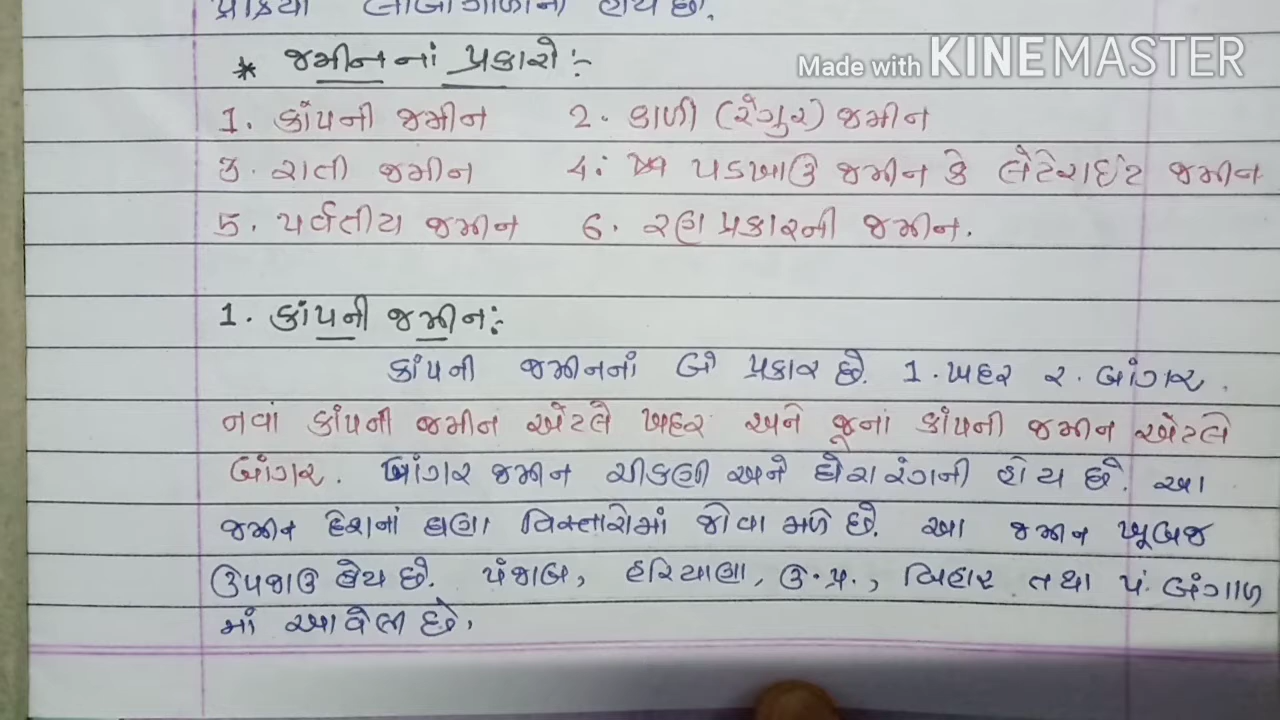 પ્રક્રિયા લાંબાગાળાની હોય છે.
Made with KINEMASTER
* જમીનનાં પ્રકારો :-
1. કાંપની જમીન 2. કાળી (રેગુર) જમીન
3. રાતી જમીન 4. પડખાઉ જમીન કે લેટેરાઈટ જમીન
5. પર્વતીય જમીન 6. રણ પ્રકારની જમીન.
1. કાંપની જમીન :-
કાંપની જમીનનાં બે પ્રકાર છે. 1. ખદર ૨. બાંગર.
નવાં કાંપની જમીન એટલે ખદર અને જૂનાં કાંપની જમીન એટલે
બાંગર. બાંગર જમીન ચીકણી અને ઘેરા રંગની હોય છે. આ
જમીન દેશનાં ઘણા વિસ્તારોમાં જોવા મળે છે. આ જમીન ખૂબજ
ઉપજાઉ હોય છે. પંજાબ, હરિયાણા, ઉ.પ્ર., બિહાર તથા પં. બંગાળ
માં આવેલી છે.